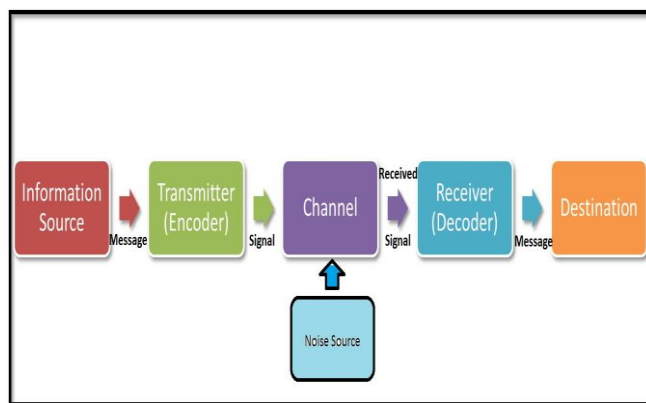 Information
Source
Message
Transmitter
(Encoder)
Signal
Channel
Received
Signal
Receiver
(Decoder)
Message
Destination
Noise Source